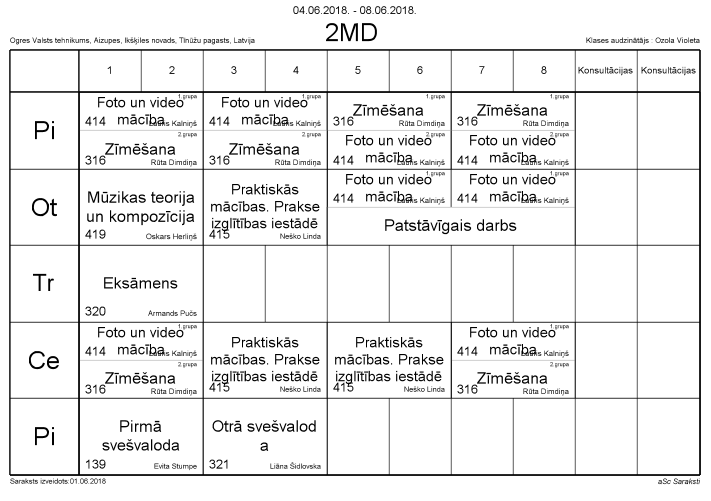 04.06.2018. - 08.06.2018.
Ogres Valsts tehnikums, Aizupes, Ikšķiles novads, Tīnūžu pagasts, Latvija
2MD
Klases audzinātājs : Ozola Violeta
1 2 3 4 5 6 7 8 Konsultācijas Konsultācijas
Pi
1.grupa
Foto un video
mācība
414 Kalniņš
2.grupa
Zīmēšana
316 Rūta Dimdiņa
1.grupa
Foto un video
mācība
414 Kalniņš
2.grupa
Zīmēšana
316 Rūta Dimdiņa
1.grupa
Zīmēšana
316 Rūta Dimdiņa
2.grupa
Foto un video
mācība
414 Kalniņš
1.grupa
Zīmēšana
316 Rūta Dimdiņa
2.grupa
Foto un video
mācība
414 Kalniņš
Ot
Mūzikas teorija
un kompozīcija
419 Oskars Herliņš
Praktiskās
mācības. Prakse
izglītības iestādē
415 Neško Linda
1.grupa
Foto un video
mācība
414 Kalniņš
1.grupa
Foto un video
mācība
414 Kalniņš
Patstāvīgais darbs
Tr
Eksāmens
320 Armands Pučs
Ce
1.grupa
Foto un video
mācība
414 Kalniņš
2.grupa
Zīmēšana
316 Rūta Dimdiņa
Praktiskās
mācības. Prakse
izglītības iestādē
415 Neško Linda
Praktiskās
mācības. Prakse
izglītības iestādē
415 Neško Linda
1.grupa
Foto un video
mācība
414 Kalniņš
2.grupa
Zīmēšana
316 Rūta Dimdiņa
Pi
Pirmā
svešvaloda
139 Evita Stumpe
Otrā svešvalod
a
321 Liāna Šidlovska
Saraksts izveidots:01.06.2018
aSc Saraksti